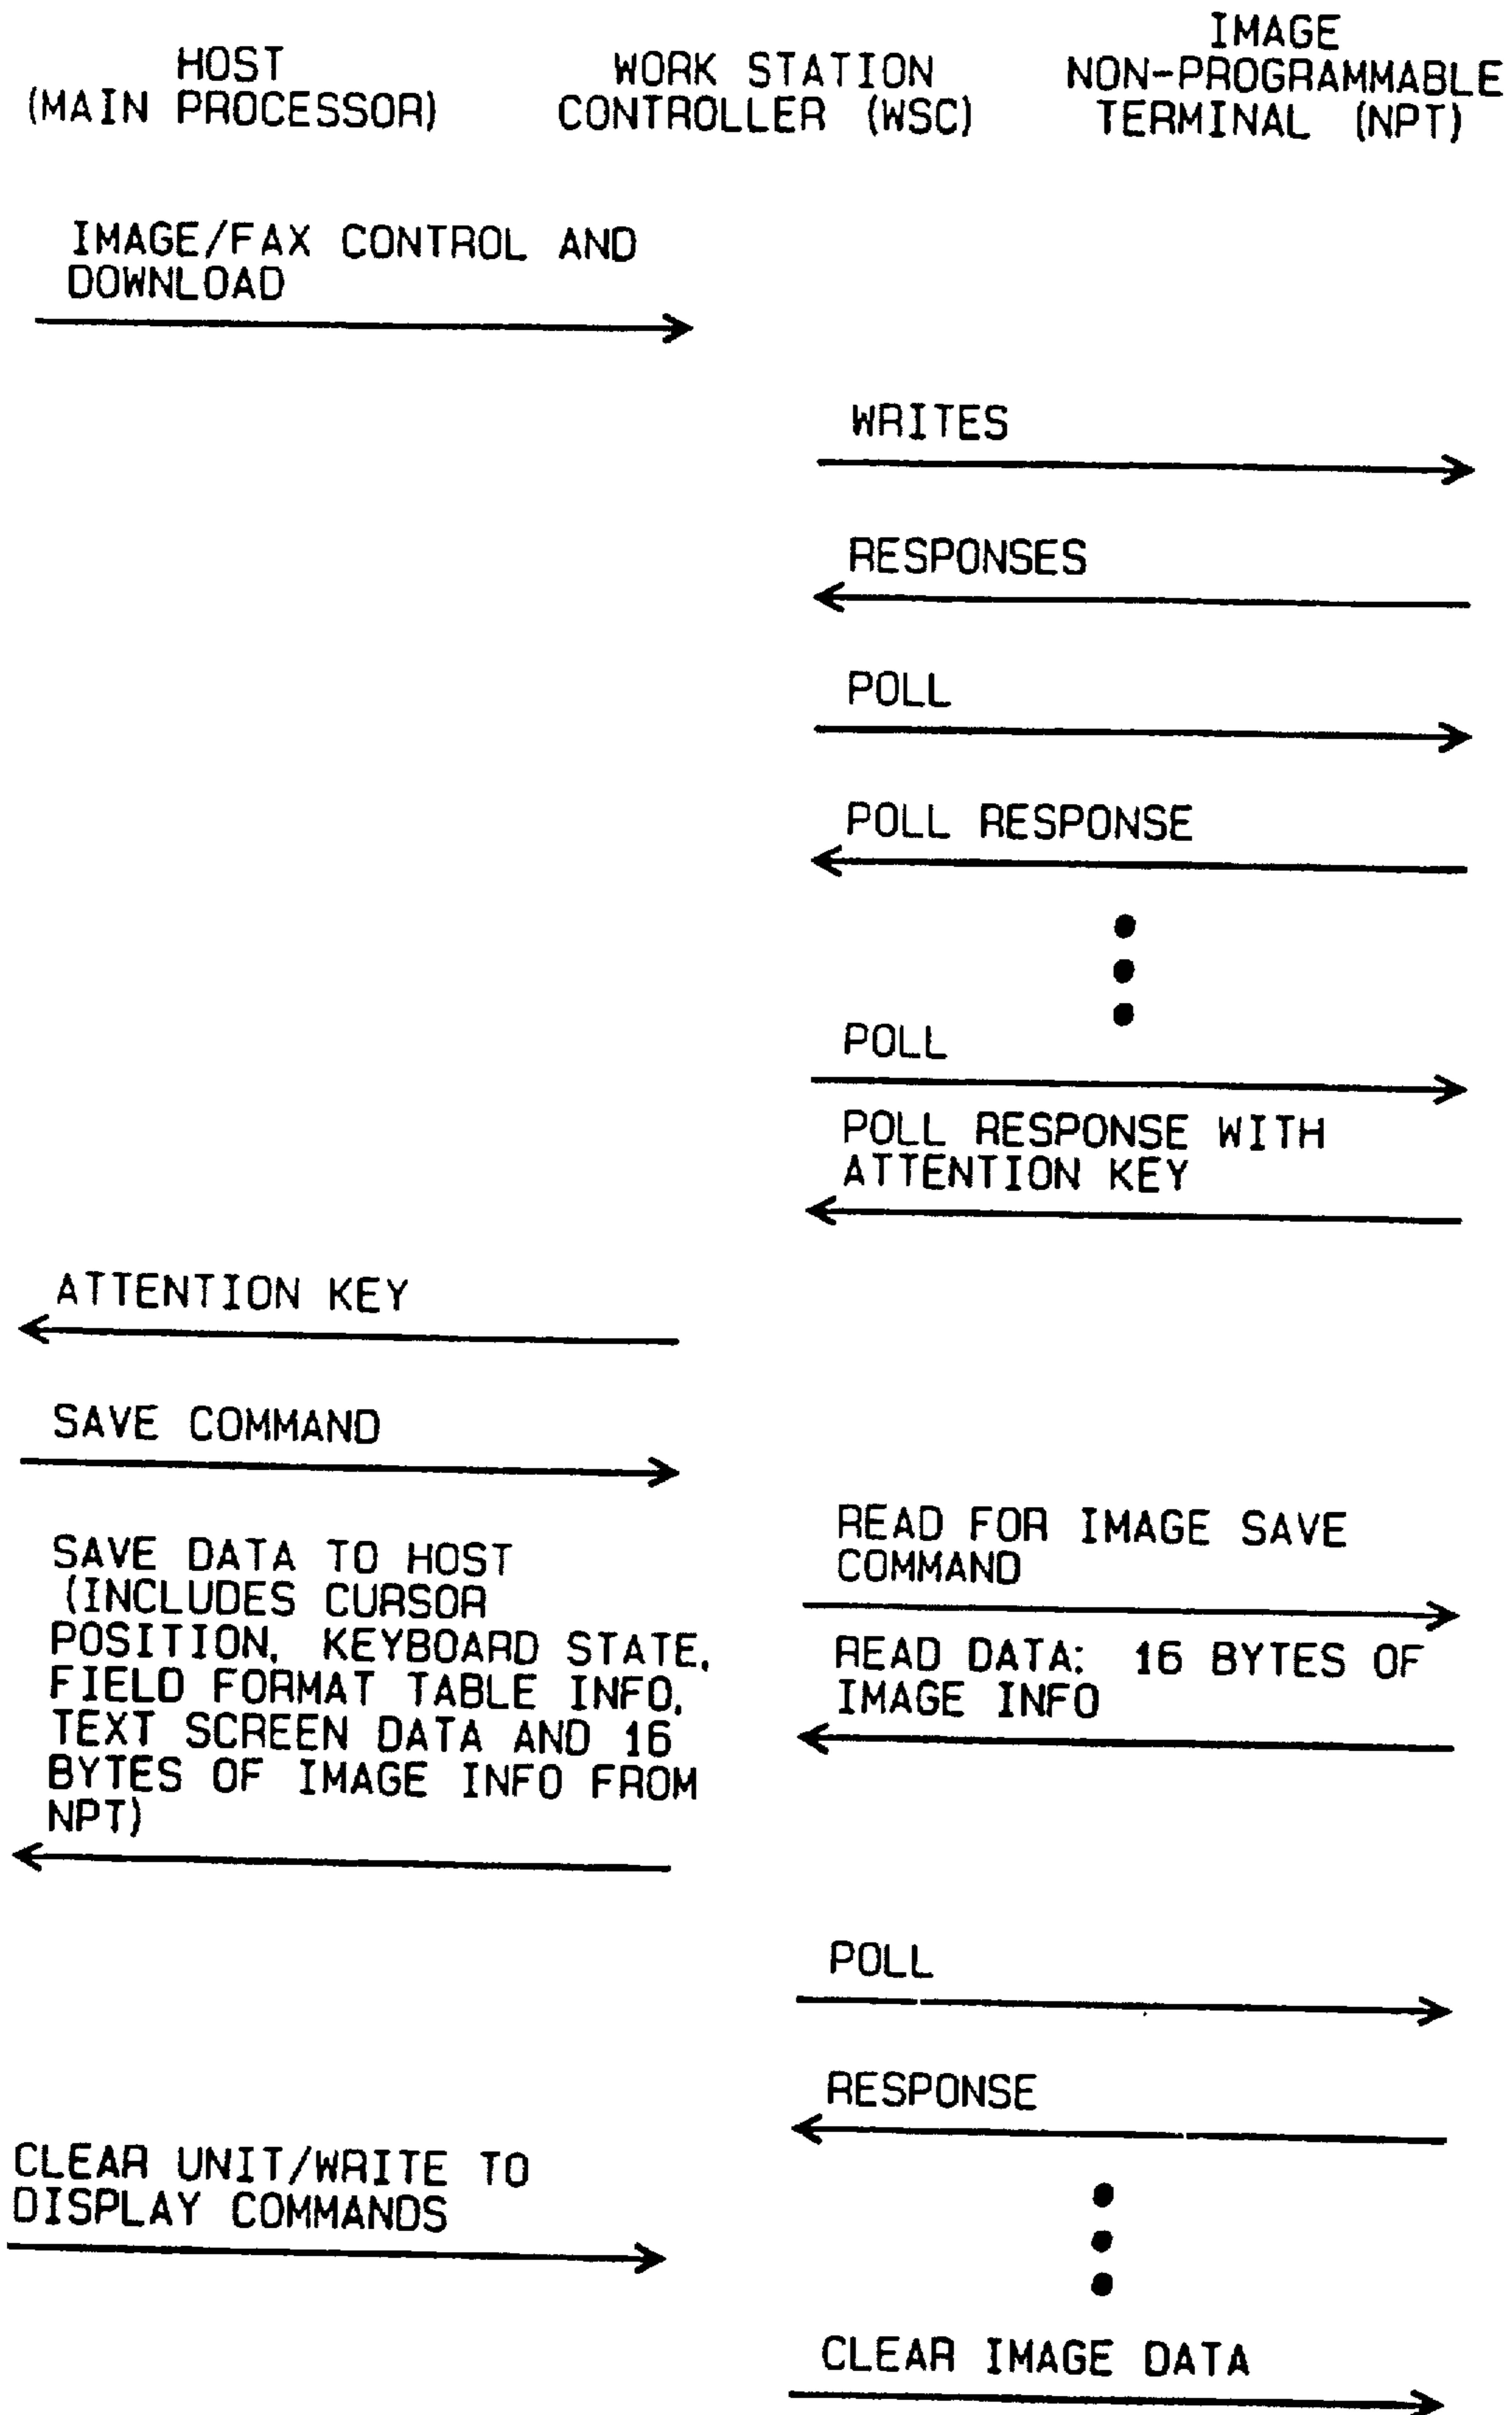 HOST
(MAIN PROCESSOR)
WORK STATION
CONTROLLER (WSC)
IMAGE
NON-PROGRAMMABLE
TERMINAL (NPT)
IMAGE/FAX CONTROL AND
DOWNLOAD
WRITES
RESPONSES
POLL
POLL RESPONSE
POLL
POLL RESPONSE WITH
ATTENTION KEY
ATTENTION KEY
SAVE COMMAND
READ FOR IMAGE SAVE
COMMAND
SAVE DATA TO HOST
(INCLUDES CURSOR
POSITION, KEYBOARD STATE,
FIELD FORMAT TABLE INFO,
TEXT SCREEN DATA AND 16
BYTES OF IMAGE INFO FROM
NPT)
READ DATA: 16 BYTES OF
IMAGE INFO
POLL
RESPONSE
CLEAR UNIT/WRITE TO
DISPLAY COMMANDS
CLEAR IMAGE DATA